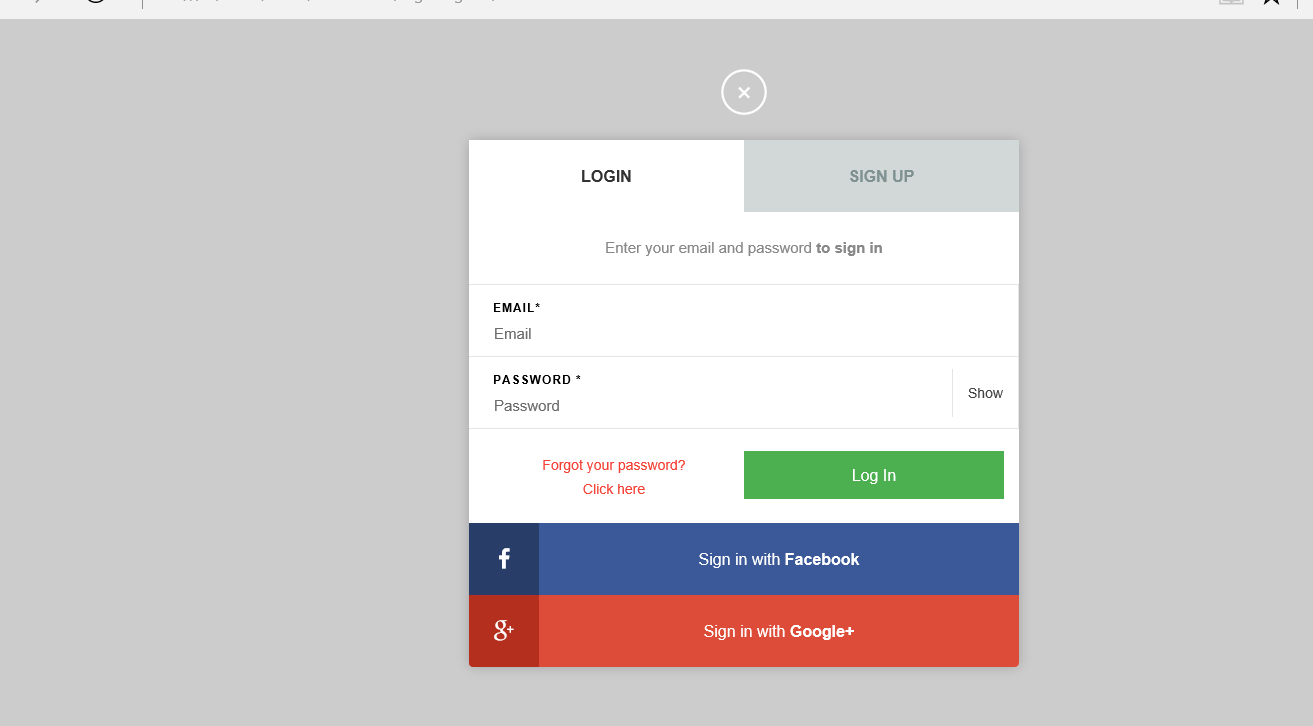 LOGIN
SIGN UP
Enter your email and password to sign in
EMAIL*
Email
PASSWORD *
Password
Show
Forgot your password?
Click here
Log In
f
Sign in with Facebook
g+
Sign in with Google+